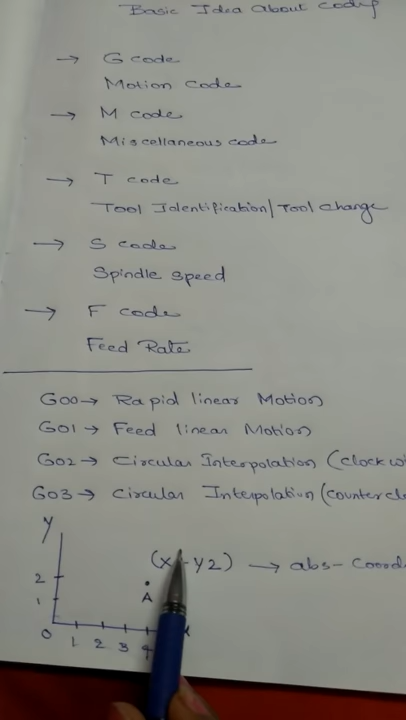 Basic Idea About Coding
→ G code
Motion code
→ M code
Miscellaneous code
→ T code
Tool Identification/Tool change
→ S code
Spindle speed
→ F code
Feed Rate
G00→ Rapid linear Motion
G01→ Feed linear Motion
G02→ Circular Interpolation (clock
G03→ Circular Interpolation (counter
y
(x y2) → abs-
2
A
1
0 1 2 3 4